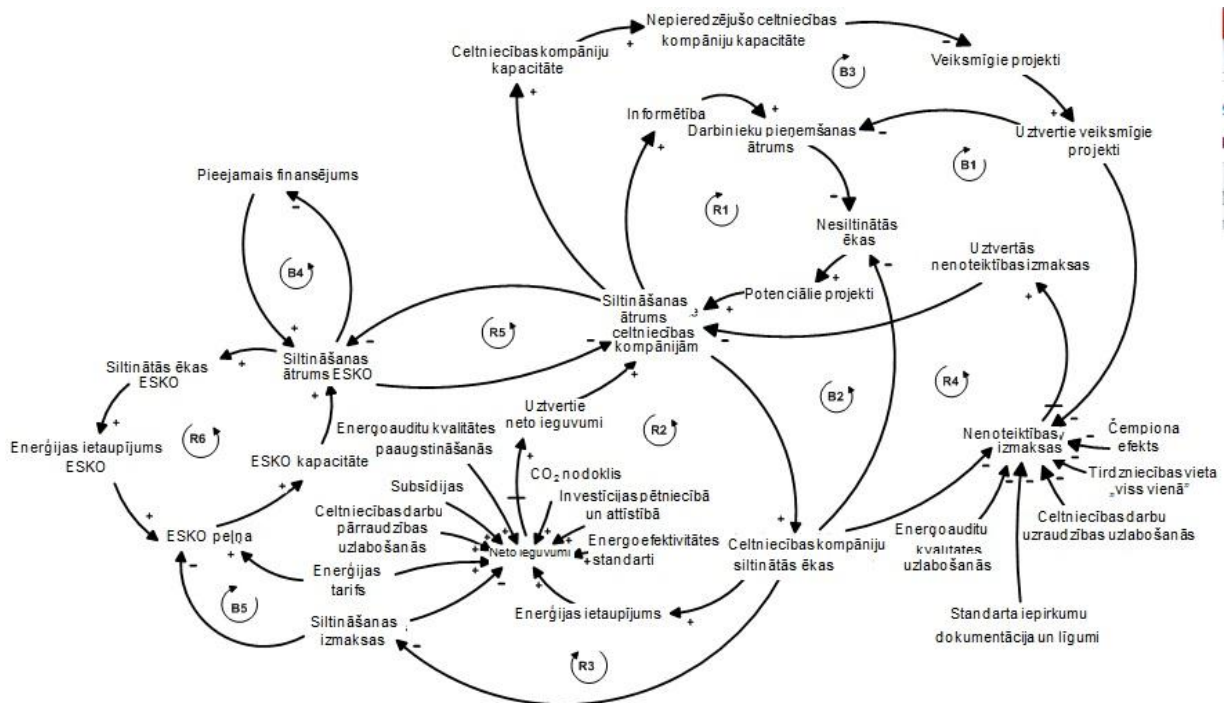 Nepieredzējušo celtniecības
kompāniju kapacitāte
Celtniecības kompāniju
kapacitāte
B3
Veiksmīgie projekti
Informētība
Darbinieku pieņemšanas
ātrums
Uztvertie veiksmīgie
projekti
B1
Pieejamais finansējums
R1
Nesiltinātās
ēkas
Uztvertās
nenoteiktības izmaksas
B4
Potenciālie projekti
Siltināšanas
ātrums
celtniecības
kompānijām
R5
Siltinātās ēkas
ESKO
Siltināšanas
ātrums ESKO
B2
R4
Uztvertie
neto ieguvumi
R2
Enerģijas ietaupījums
ESKO
R6
Energoauditu kvalitātes
paaugstināšanās
Nenoteiktības
izmaksas
Čempiona
efekts
ESKO kapacitāte
CO2 nodoklis
Tirdzniecības vieta
„viss vienā”
Subsīdijas
Investīcijas pētniecībā
un attīstībā
Celtniecības darbu
pārraudzības
uzlabošanās
Celtniecības darbu
uzraudzības uzlabošanās
ESKO peļņa
Neto ieguvumi
Energoefektivitātes
standarti
Celtniecības kompāniju
siltinātās ēkas
Energoauditu
kvalitātes
uzlabošanās
Enerģijas
tarifs
B5
Siltināšanas
izmaksas
Enerģijas ietaupījums
Standarta iepirkumu
dokumentācija un līgumi
R3